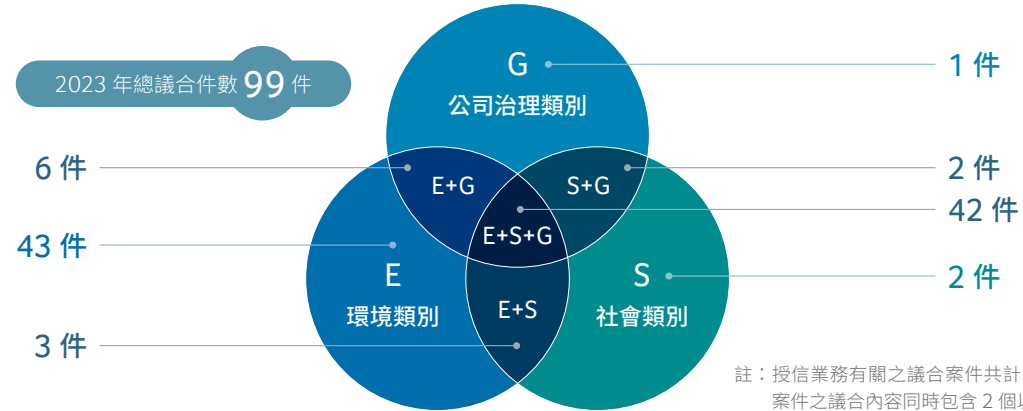 2023 年總議合件數 99 件
G
公司治理類別
1 件
6 件
E+G
S+G
2 件
42 件
E+S+G
43 件
E
環境類別
S
社會類別
2 件
E+S
3 件
註：授信業務有關之議合案件共計
案件之議合內容同時包含 2 個